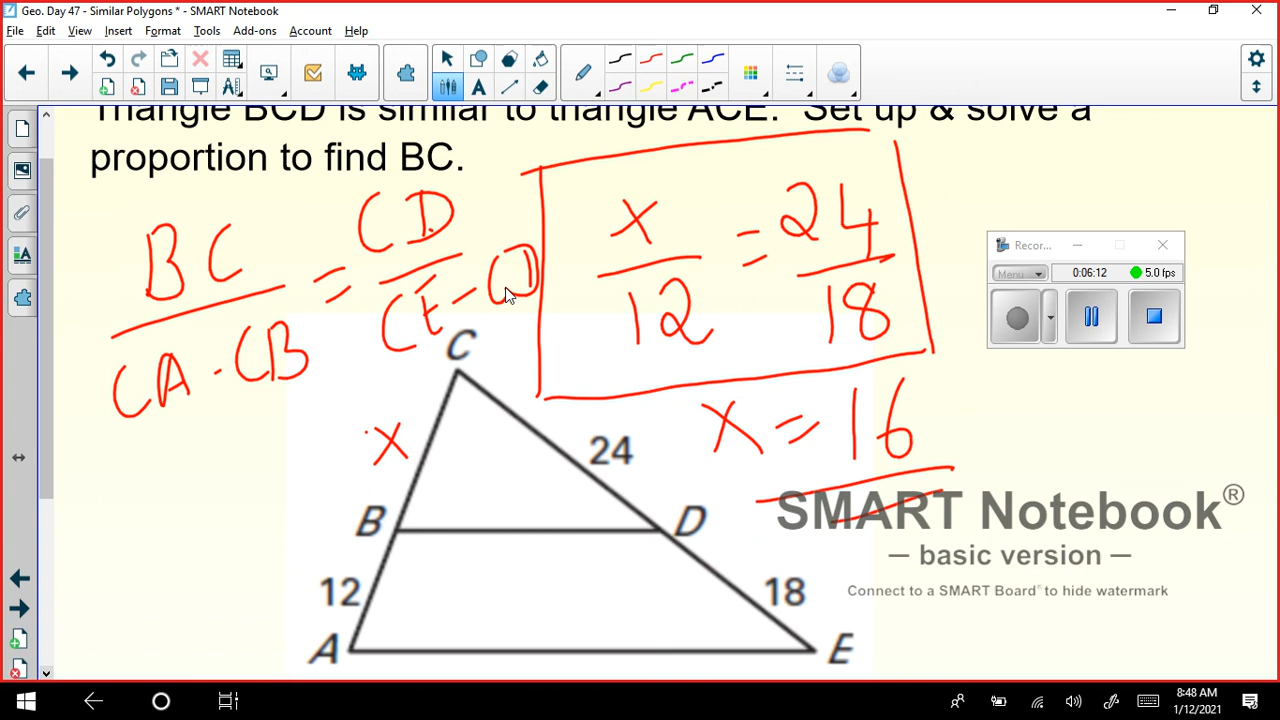 Geo. Day 47 - Similar Polygons * - SMART Notebook
File Edit View Insert Format Tools Add-ons Account Help
Triangle BCD is similar to triangle ACE. Set up & solve a
proportion to find BC.
BC / CA - CB = CD / CE - CD
x / 12 = 24 / 18
x = 16
Recor...
Menu
0:06:12
5.0 fps
C
x
24
B
D
12
18
A
E
SMART Notebook®
— basic version —
Connect to a SMART Board® to hide watermark
8:48 AM
1/12/2021